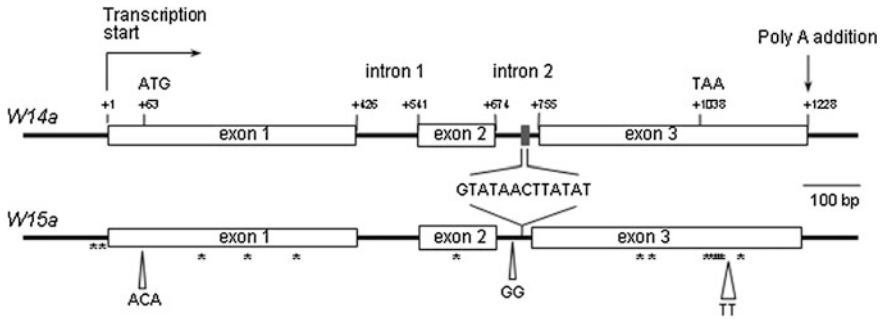 Transcription
start
Poly A addition
ATG
intron 1
intron 2
TAA
+1
+63
+426
+541
+674
+755
+1038
+1228
W14a
exon 1
exon 2
exon 3
GTATAACTTATAT
100 bp
W15a
exon 1
exon 2
exon 3
** * * * * * * ***** *
ACA
GG
TT